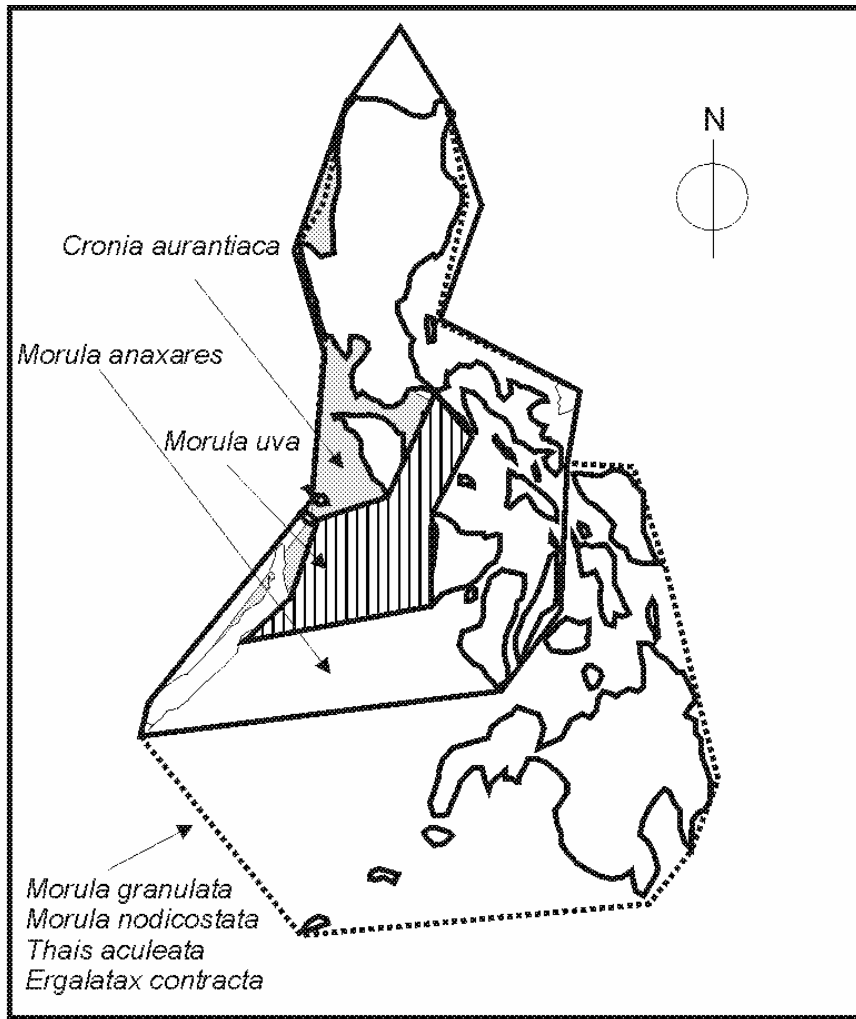 N
Cronia aurantiaca
Morula anaxares
Morula uva
Morula granulata
Morula nodicostata
Thais aculeata
Ergalatax contracta